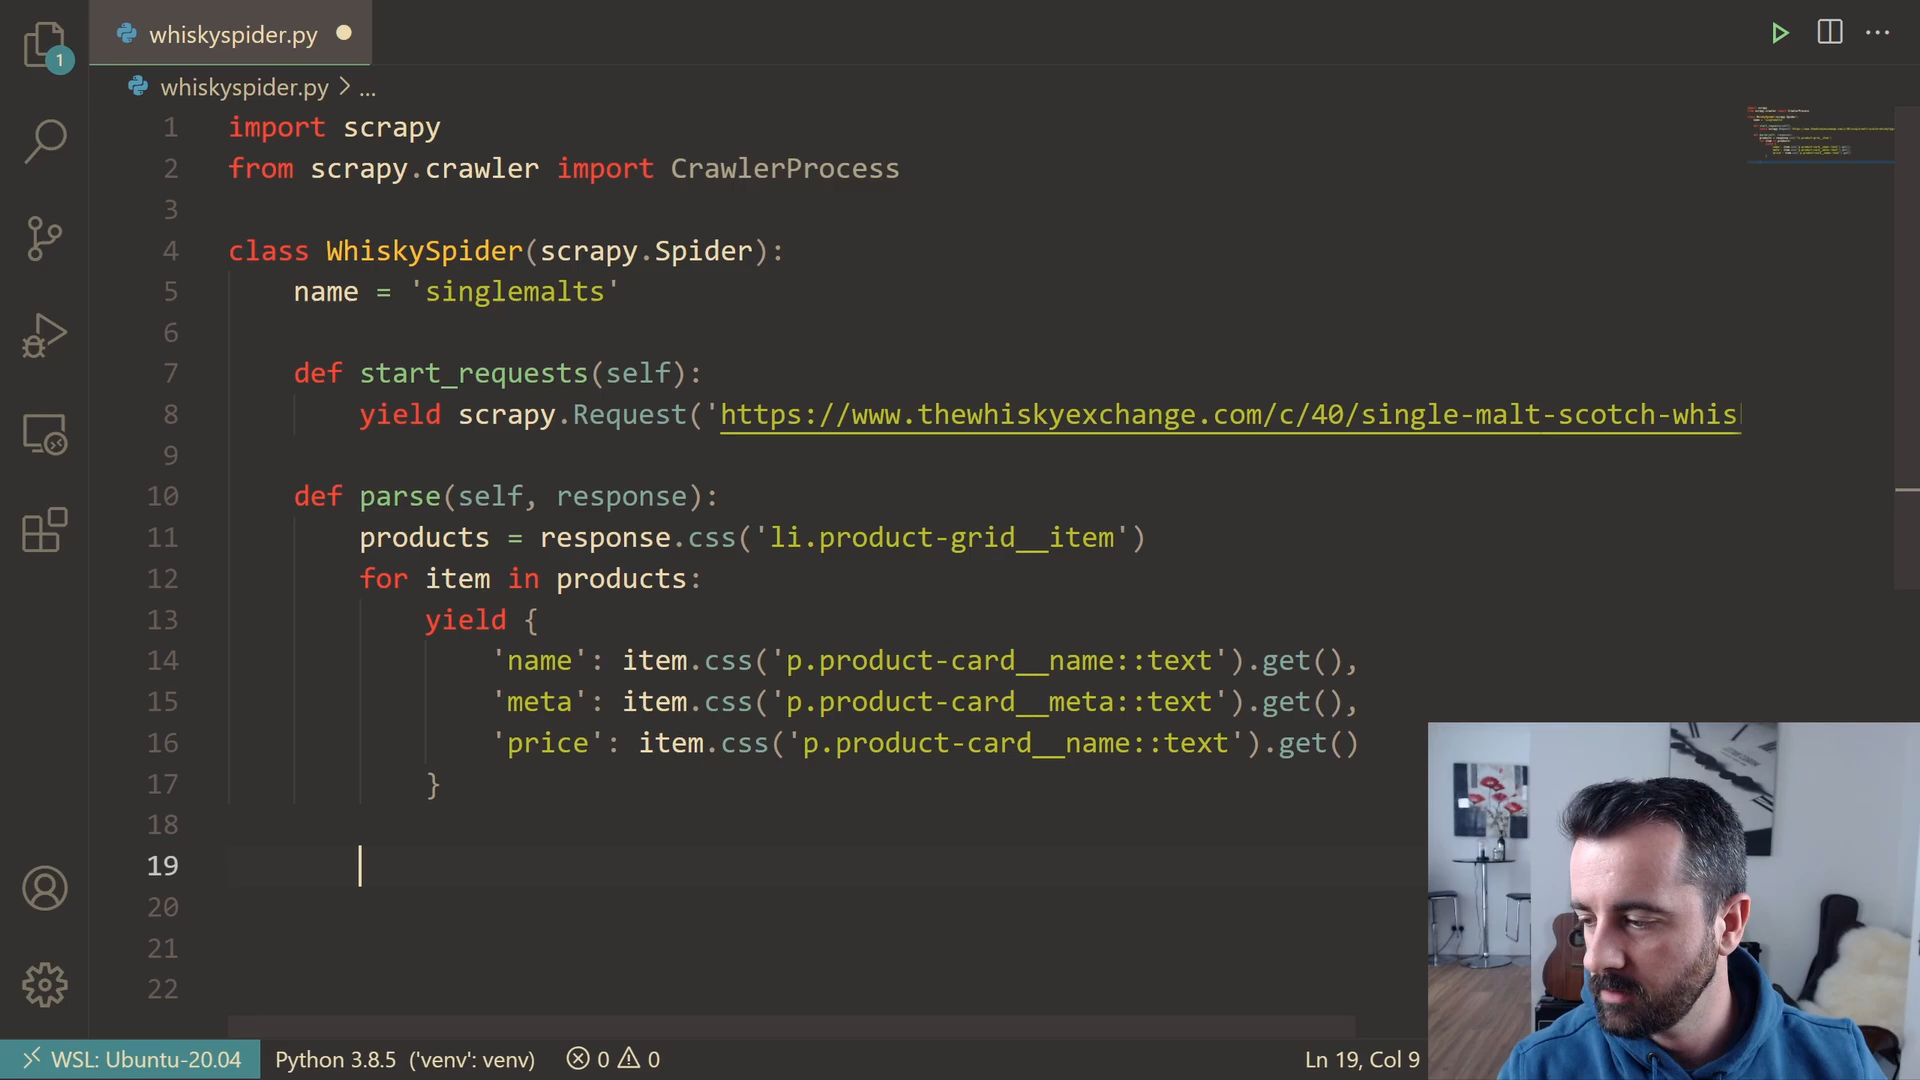 whiskyspider.py
1
whiskyspider.py > ...
1 import scrapy
2 from scrapy.crawler import CrawlerProcess
3
4 class WhiskySpider(scrapy.Spider):
5 name = 'singlemalts'
6
7 def start_requests(self):
8 yield scrapy.Request('https://www.thewhiskyexchange.com/c/40/single-malt-scotch-whis
9
10 def parse(self, response):
11 products = response.css('li.product-grid__item')
12 for item in products:
13 yield {
14 'name': item.css('p.product-card__name::text').get(),
15 'meta': item.css('p.product-card__meta::text').get(),
16 'price': item.css('p.product-card__name::text').get()
17 }
18
19
20
21
22
WSL: Ubuntu-20.04 Python 3.8.5 ('venv': venv) 0 0 Ln 19, Col 9